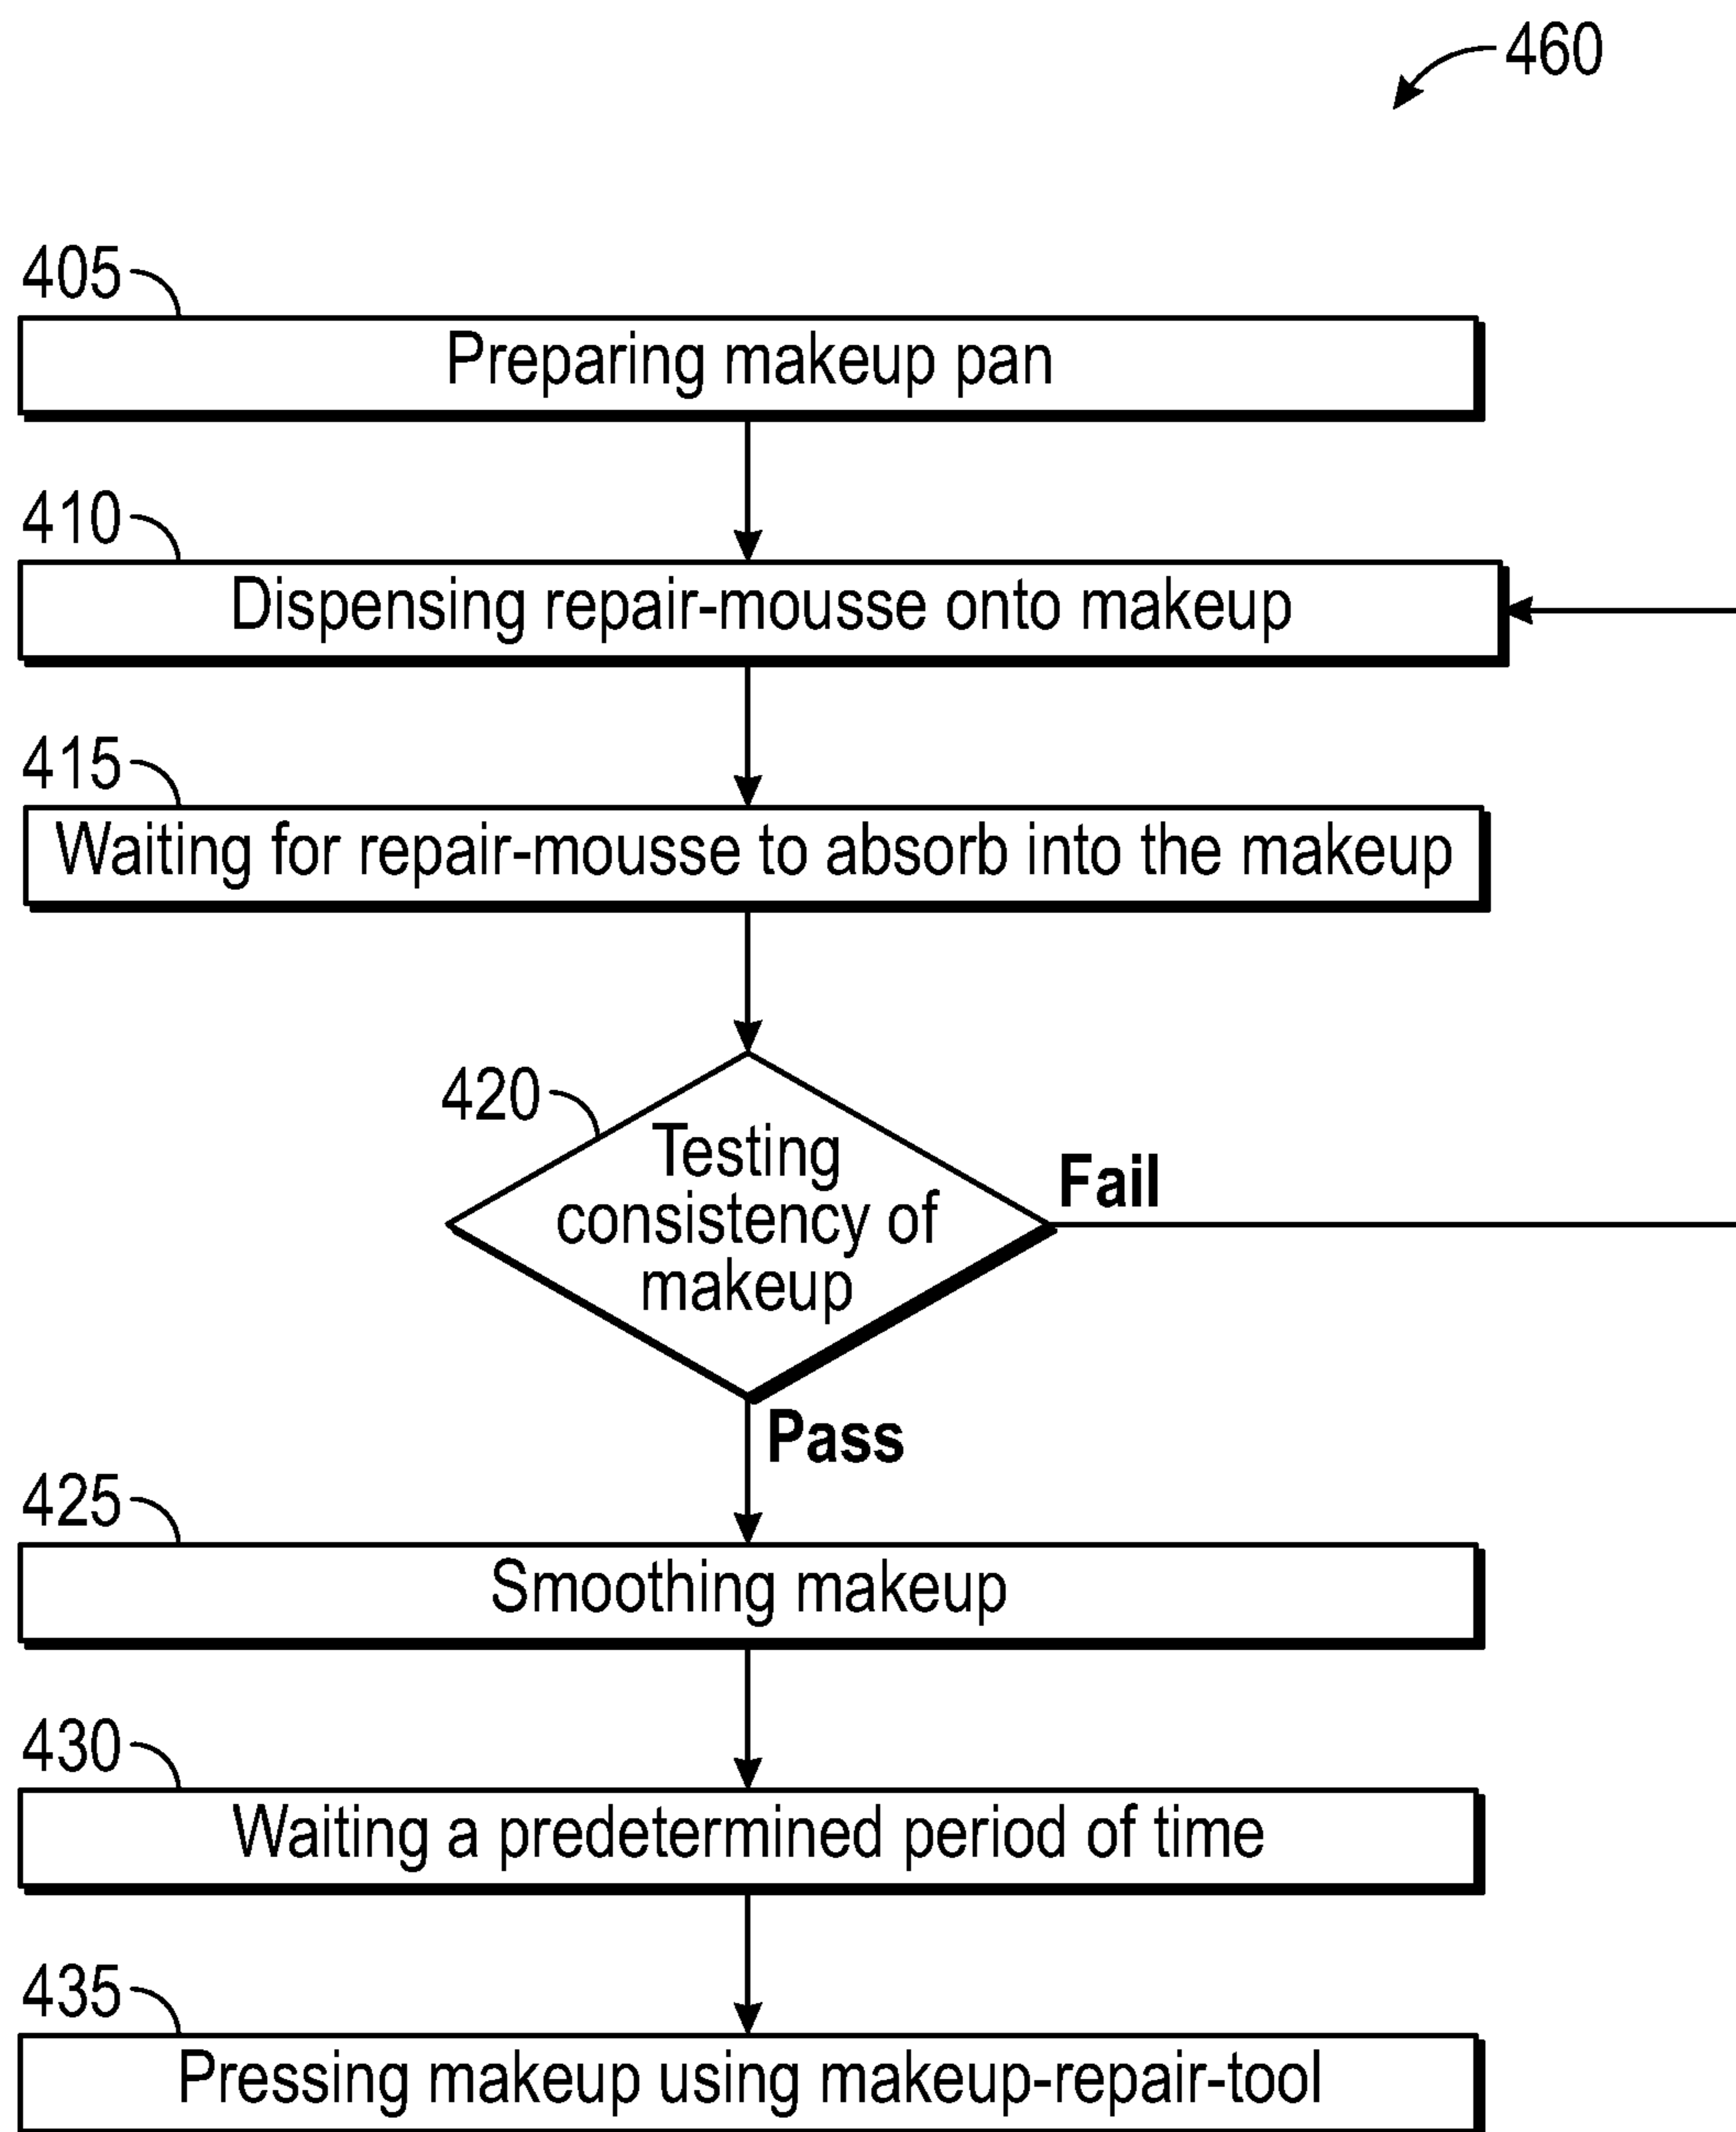 460
405
Preparing makeup pan
410
Dispensing repair-mousse onto makeup
415
Waiting for repair-mousse to absorb into the makeup
420
Testing
consistency of
makeup
Fail
Pass
425
Smoothing makeup
430
Waiting a predetermined period of time
435
Pressing makeup using makeup-repair-tool